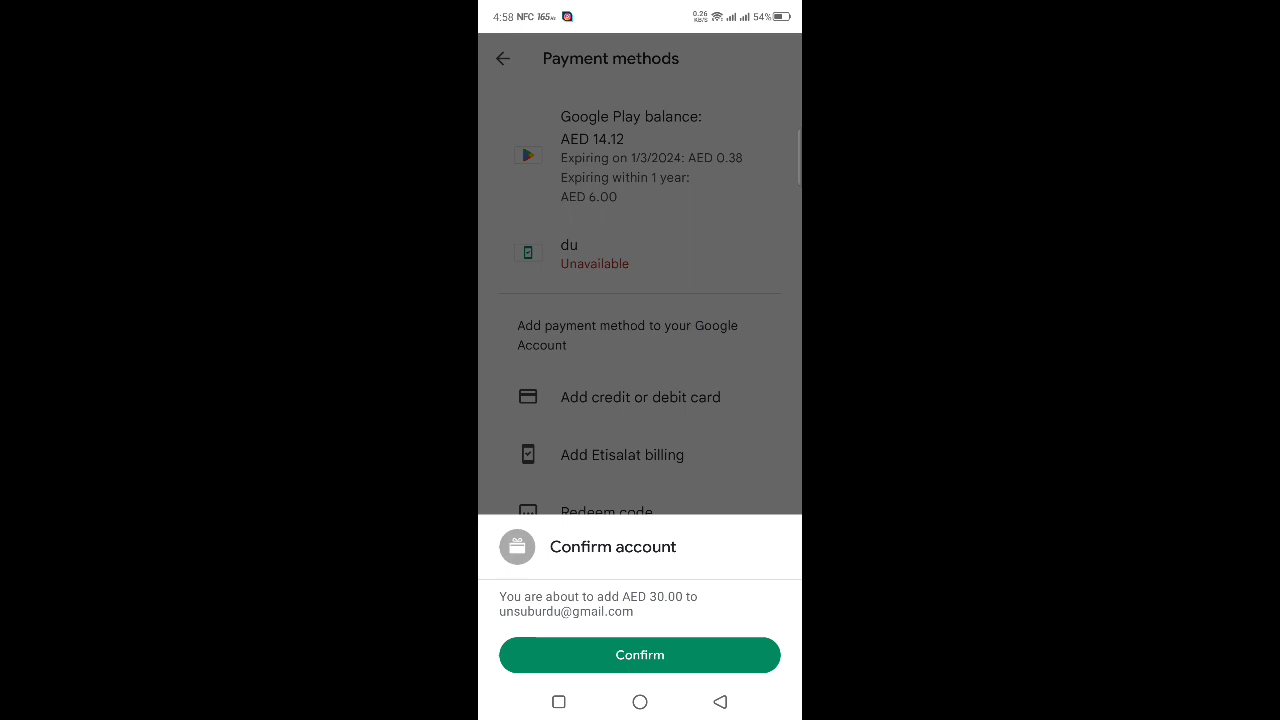 4:58 NFC 165Hz 0.26 KB/S 54%
Payment methods
Google Play balance:
AED 14.12
Expiring on 1/3/2024: AED 0.38
Expiring within 1 year:
AED 6.00
du
Unavailable
Add payment method to your Google
Account
Add credit or debit card
Add Etisalat billing
Redeem code
Confirm account
You are about to add AED 30.00 to
unsuburdu@gmail.com
Confirm